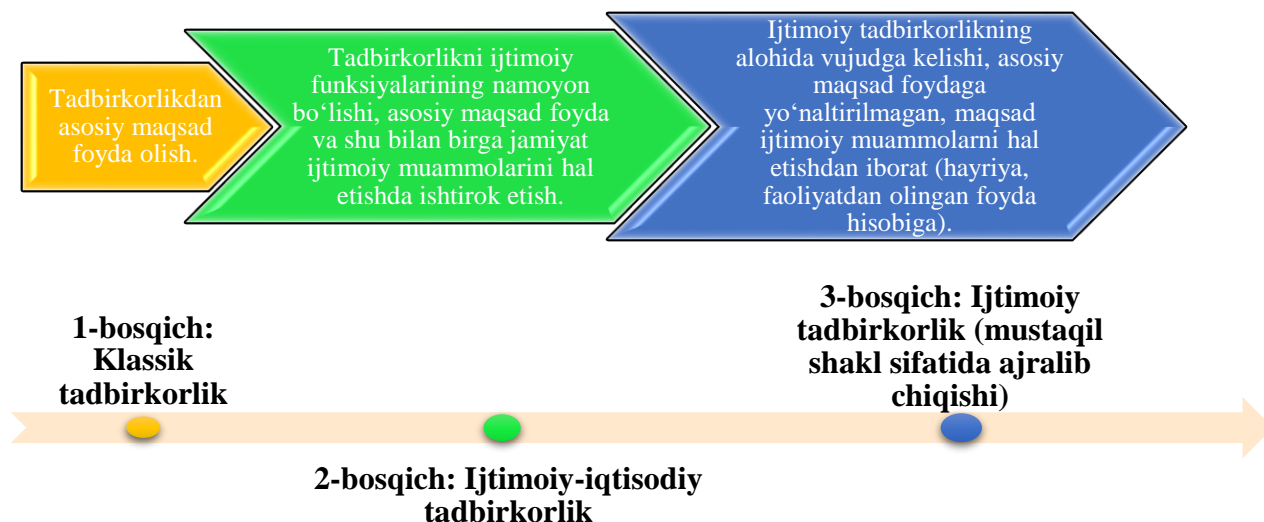 Tadbirkorlikdan
asosiy maqsad
foyda olish.
Tadbirkorlikni ijtimoiy
funksiyalarining namoyon
bo‘lishi, asosiy maqsad foyda
va shu bilan birga jamiyat
ijtimoiy muammolarini hal
etishda ishtirok etish.
Ijtimoiy tadbirkorlikning
alohida vujudga kelishi, asosiy
maqsad foydaga
yo‘naltirilmagan, maqsad
ijtimoiy muammolarni hal
etishdan iborat (hayriya,
faoliyatdan olingan foyda
hisobiga).
1-bosqich:
Klassik
tadbirkorlik
2-bosqich: Ijtimoiy-iqtisodiy
tadbirkorlik
3-bosqich: Ijtimoiy
tadbirkorlik (mustaqil
shakl sifatida ajralib
chiqishi)